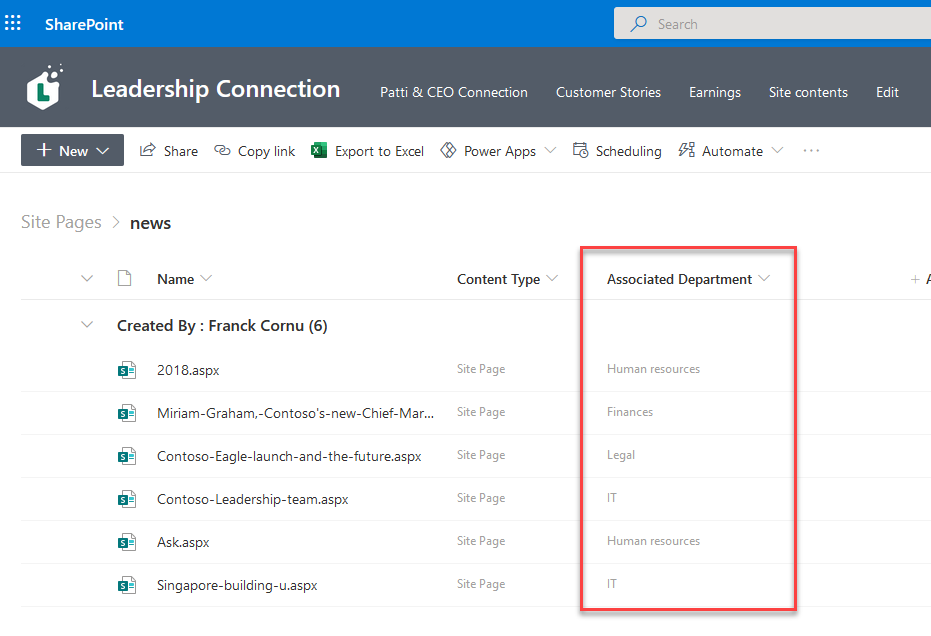 SharePoint
Search
L
Leadership Connection
Patti & CEO Connection Customer Stories Earnings Site contents Edit
New Share Copy link Export to Excel Power Apps Scheduling Automate ...
Site Pages > news
Name Content Type Associated Department + A
Created By : Franck Cornu (6)
2018.aspx Site Page Human resources
Miriam-Graham,-Contoso's-new-Chief-Mar... Site Page Finances
Contoso-Eagle-launch-and-the-future.aspx Site Page Legal
Contoso-Leadership-team.aspx Site Page IT
Ask.aspx Site Page Human resources
Singapore-building-u.aspx Site Page IT